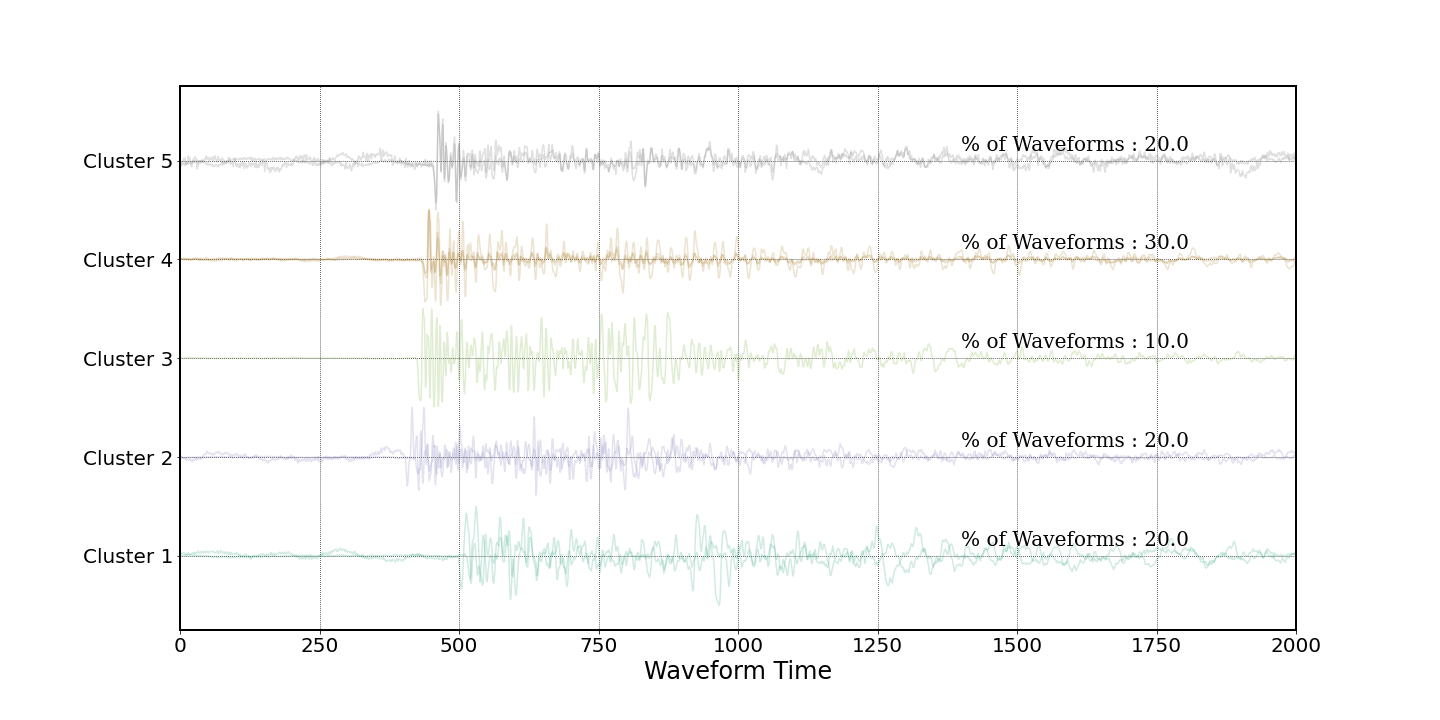 Cluster 5
% of Waveforms : 20.0
Cluster 4
% of Waveforms : 30.0
Cluster 3
% of Waveforms : 10.0
Cluster 2
% of Waveforms : 20.0
Cluster 1
% of Waveforms : 20.0
0 250 500 750 1000 1250 1500 1750 2000
Waveform Time